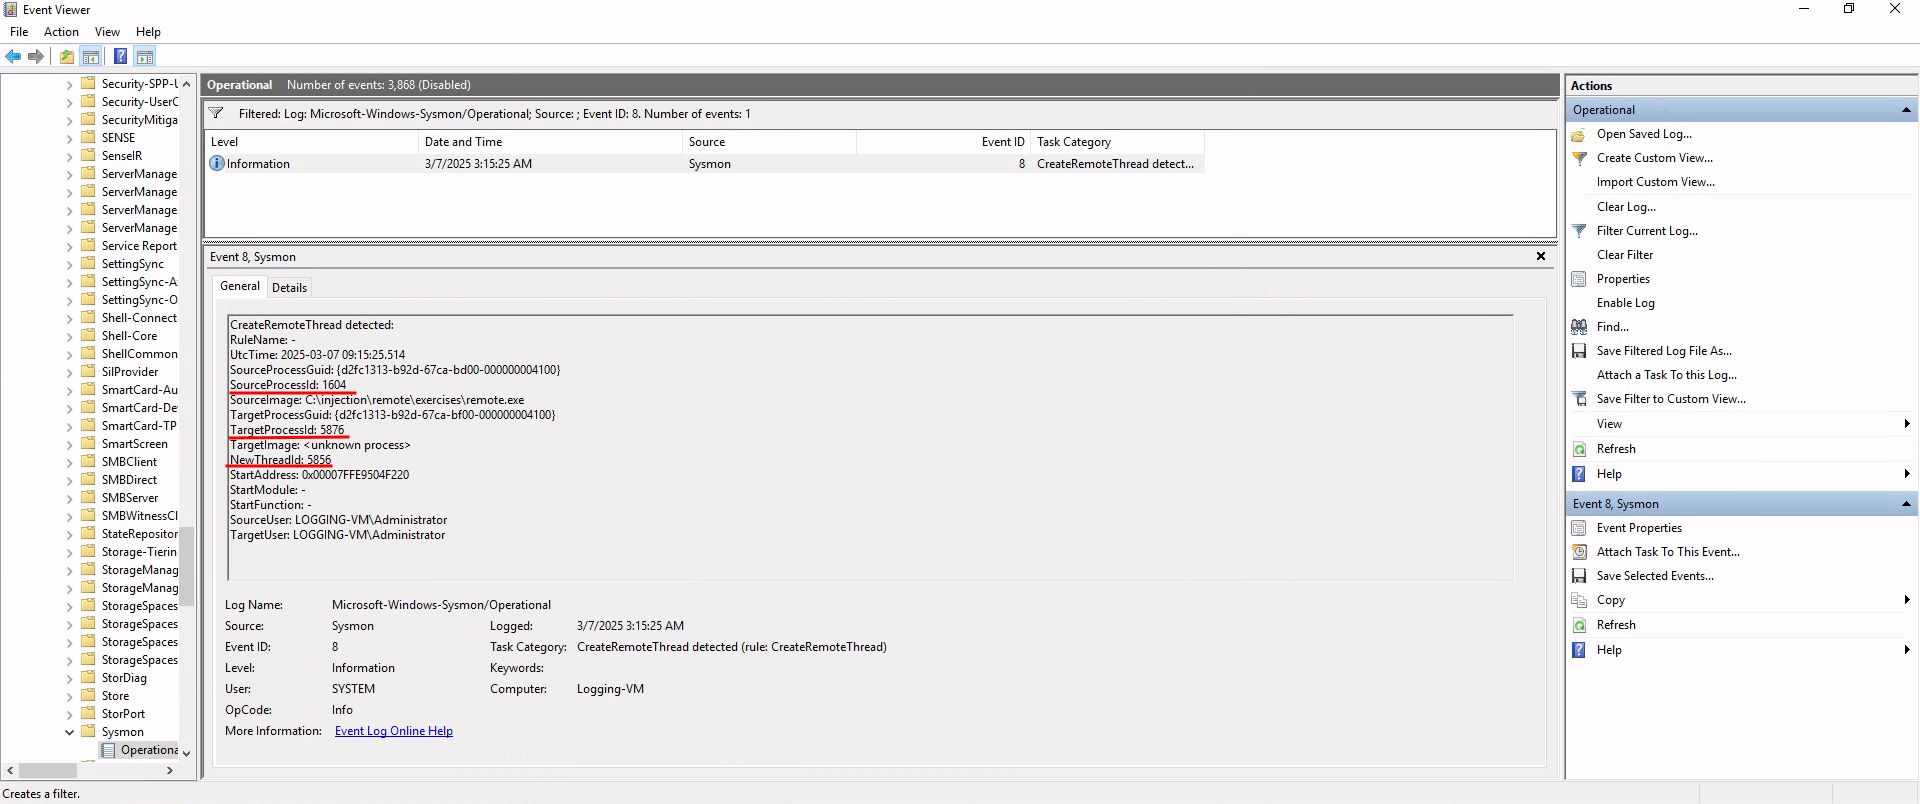 Event Viewer
File Action View Help
Security-SPP-U
Security-UserC
SecurityMitiga
SENSE
SenseIR
ServerManage
ServerManage
ServerManage
ServerManage
Service Report
SettingSync
SettingSync-A
SettingSync-O
Shell-Connect
Shell-Core
ShellCommon
SilProvider
SmartCard-Au
SmartCard-De
SmartCard-TP
SmartScreen
SMBClient
SMBDirect
SMBServer
SMBWitnessCl
StateRepositor
Storage-Tierin
StorageManag
StorageManag
StorageSpaces
StorageSpaces
StorageSpaces
StorageSpaces
StorDiag
Store
StorPort
Sysmon
Operationa
Operational Number of events: 3,868 (Disabled)
Filtered: Log: Microsoft-Windows-Sysmon/Operational; Source: ; Event ID: 8. Number of events: 1
Level Date and Time Source Event ID Task Category
Information 3/7/2025 3:15:25 AM Sysmon 8 CreateRemoteThread detect...
Event 8, Sysmon
General Details
CreateRemoteThread detected:
RuleName: -
UtcTime: 2025-03-07 09:15:25.514
SourceProcessGuid: {d2fc1313-b92d-67ca-bd00-000000004100}
SourceProcessId: 1604
SourceImage: C:\injection\remote\exercises\remote.exe
TargetProcessGuid: {d2fc1313-b92d-67ca-bf00-000000004100}
TargetProcessId: 5876
TargetImage: <unknown process>
NewThreadId: 5856
StartAddress: 0x00007FFE9504F220
StartModule: -
StartFunction: -
SourceUser: LOGGING-VM\Administrator
TargetUser: LOGGING-VM\Administrator
Log Name: Microsoft-Windows-Sysmon/Operational
Source: Sysmon Logged: 3/7/2025 3:15:25 AM
Event ID: 8 Task Category: CreateRemoteThread detected (rule: CreateRemoteThread)
Level: Information Keywords:
User: SYSTEM Computer: Logging-VM
OpCode: Info
More Information: Event Log Online Help
Actions
Operational
Open Saved Log...
Create Custom View...
Import Custom View...
Clear Log...
Filter Current Log...
Clear Filter
Properties
Enable Log
Find...
Save Filtered Log File As...
Attach a Task To this Log...
Save Filter to Custom View...
View
Refresh
Help
Event 8, Sysmon
Event Properties
Attach Task To This Event...
Save Selected Events...
Copy
Refresh
Help
Creates a filter.